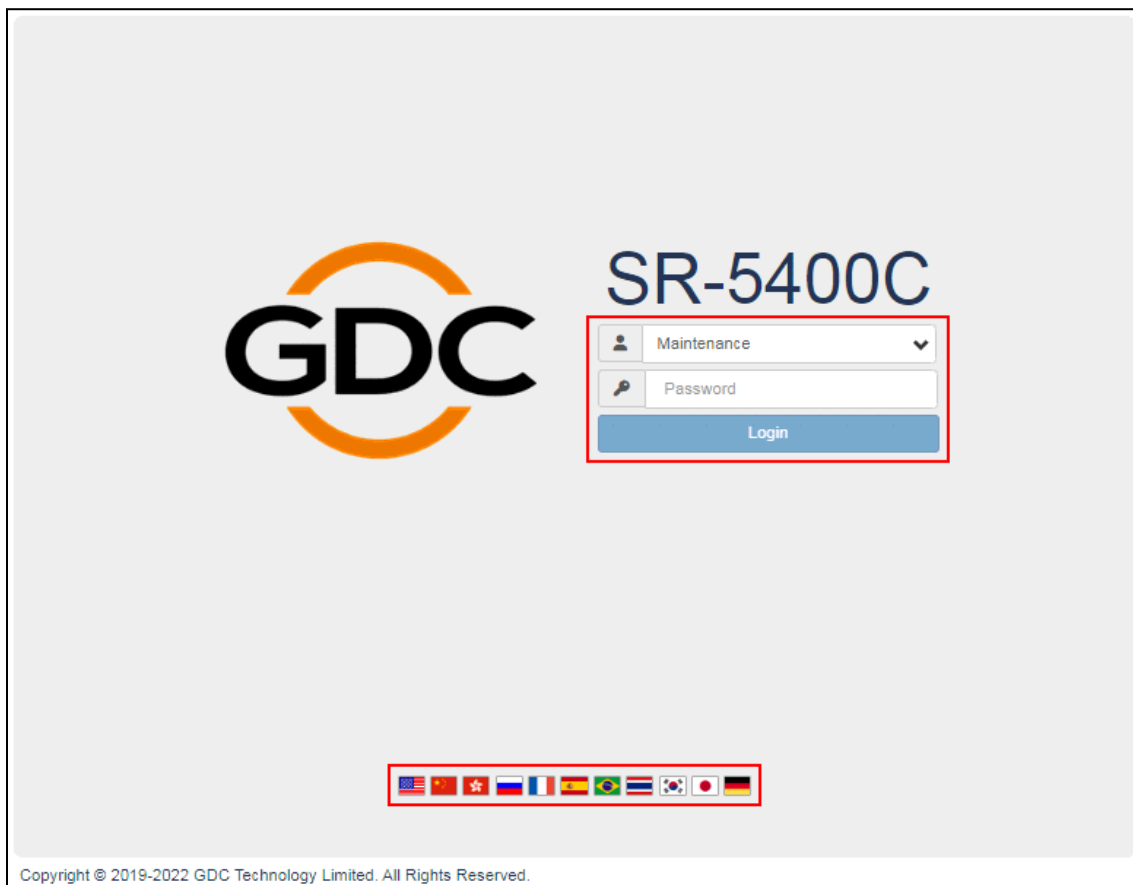 GDC
SR-5400C
Maintenance
Password
Login
Copyright © 2019-2022 GDC Technology Limited. All Rights Reserved.